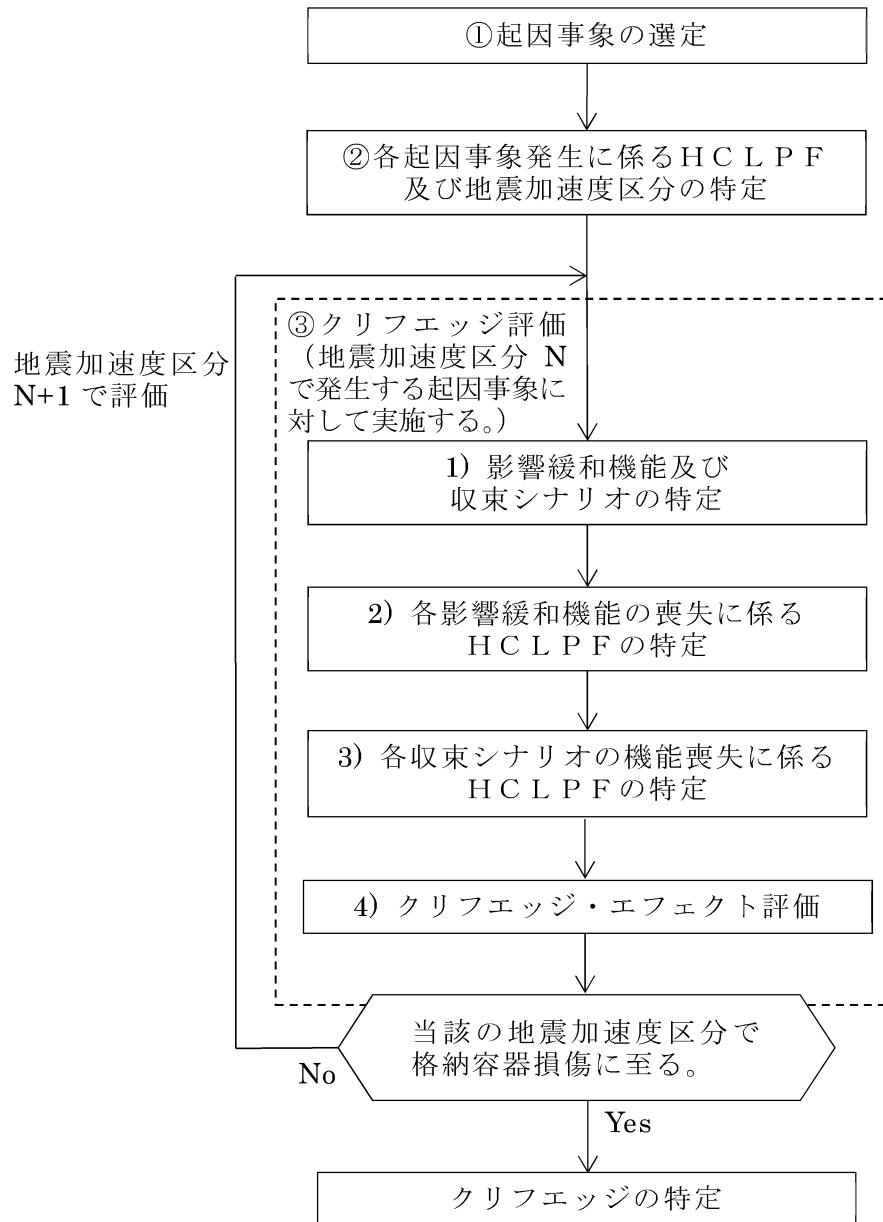 ①起因事象の選定
②各起因事象発生に係るＨＣＬＰＦ
及び地震加速度区分の特定
地震加速度区分
N+1 で評価
③クリフエッジ評価
（地震加速度区分 N
で発生する起因事象に
対して実施する。）
1) 影響緩和機能及び
収束シナリオの特定
2) 各影響緩和機能の喪失に係る
ＨＣＬＰＦの特定
3) 各収束シナリオの機能喪失に係る
ＨＣＬＰＦの特定
4) クリフエッジ・エフェクト評価
当該の地震加速度区分で
格納容器損傷に至る。
No
Yes
クリフエッジの特定